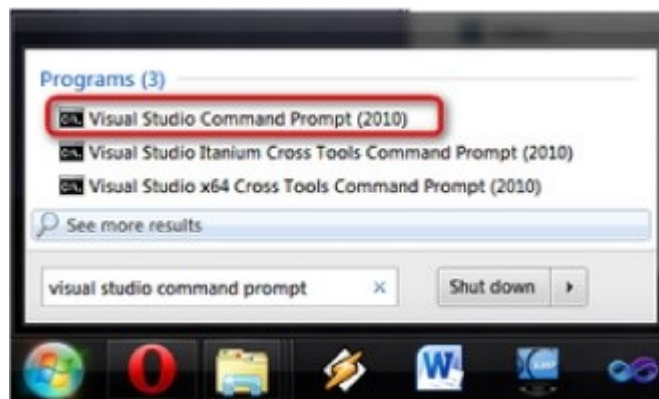 Programs (3)
Visual Studio Command Prompt (2010)
Visual Studio Itanium Cross Tools Command Prompt (2010)
Visual Studio x64 Cross Tools Command Prompt (2010)
See more results
visual studio command prompt
Shut down